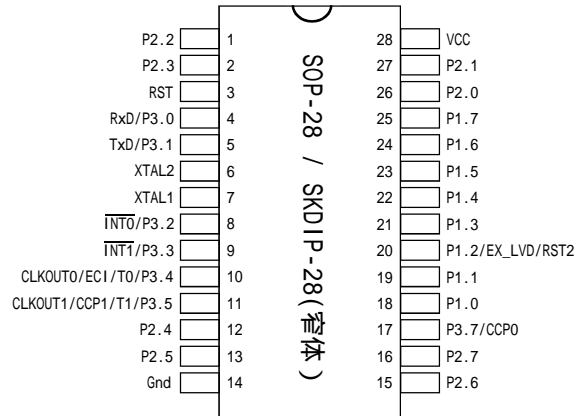 P2.2 1 28 VCC
P2.3 2 27 P2.1
RST 3 26 P2.0
RxD/P3.0 4 25 P1.7
TxD/P3.1 5 24 P1.6
XTAL2 6 23 P1.5
XTAL1 7 22 P1.4
INT0/P3.2 8 21 P1.3
INT1/P3.3 9 20 P1.2/EX_LVD/RST2
CLKOUT0/ECI/T0/P3.4 10 19 P1.1
CLKOUT1/CCP1/T1/P3.5 11 18 P1.0
P2.4 12 17 P3.7/CCP0
P2.5 13 16 P2.7
Gnd 14 15 P2.6
SOP-28 / SKDIP-28(窄体)